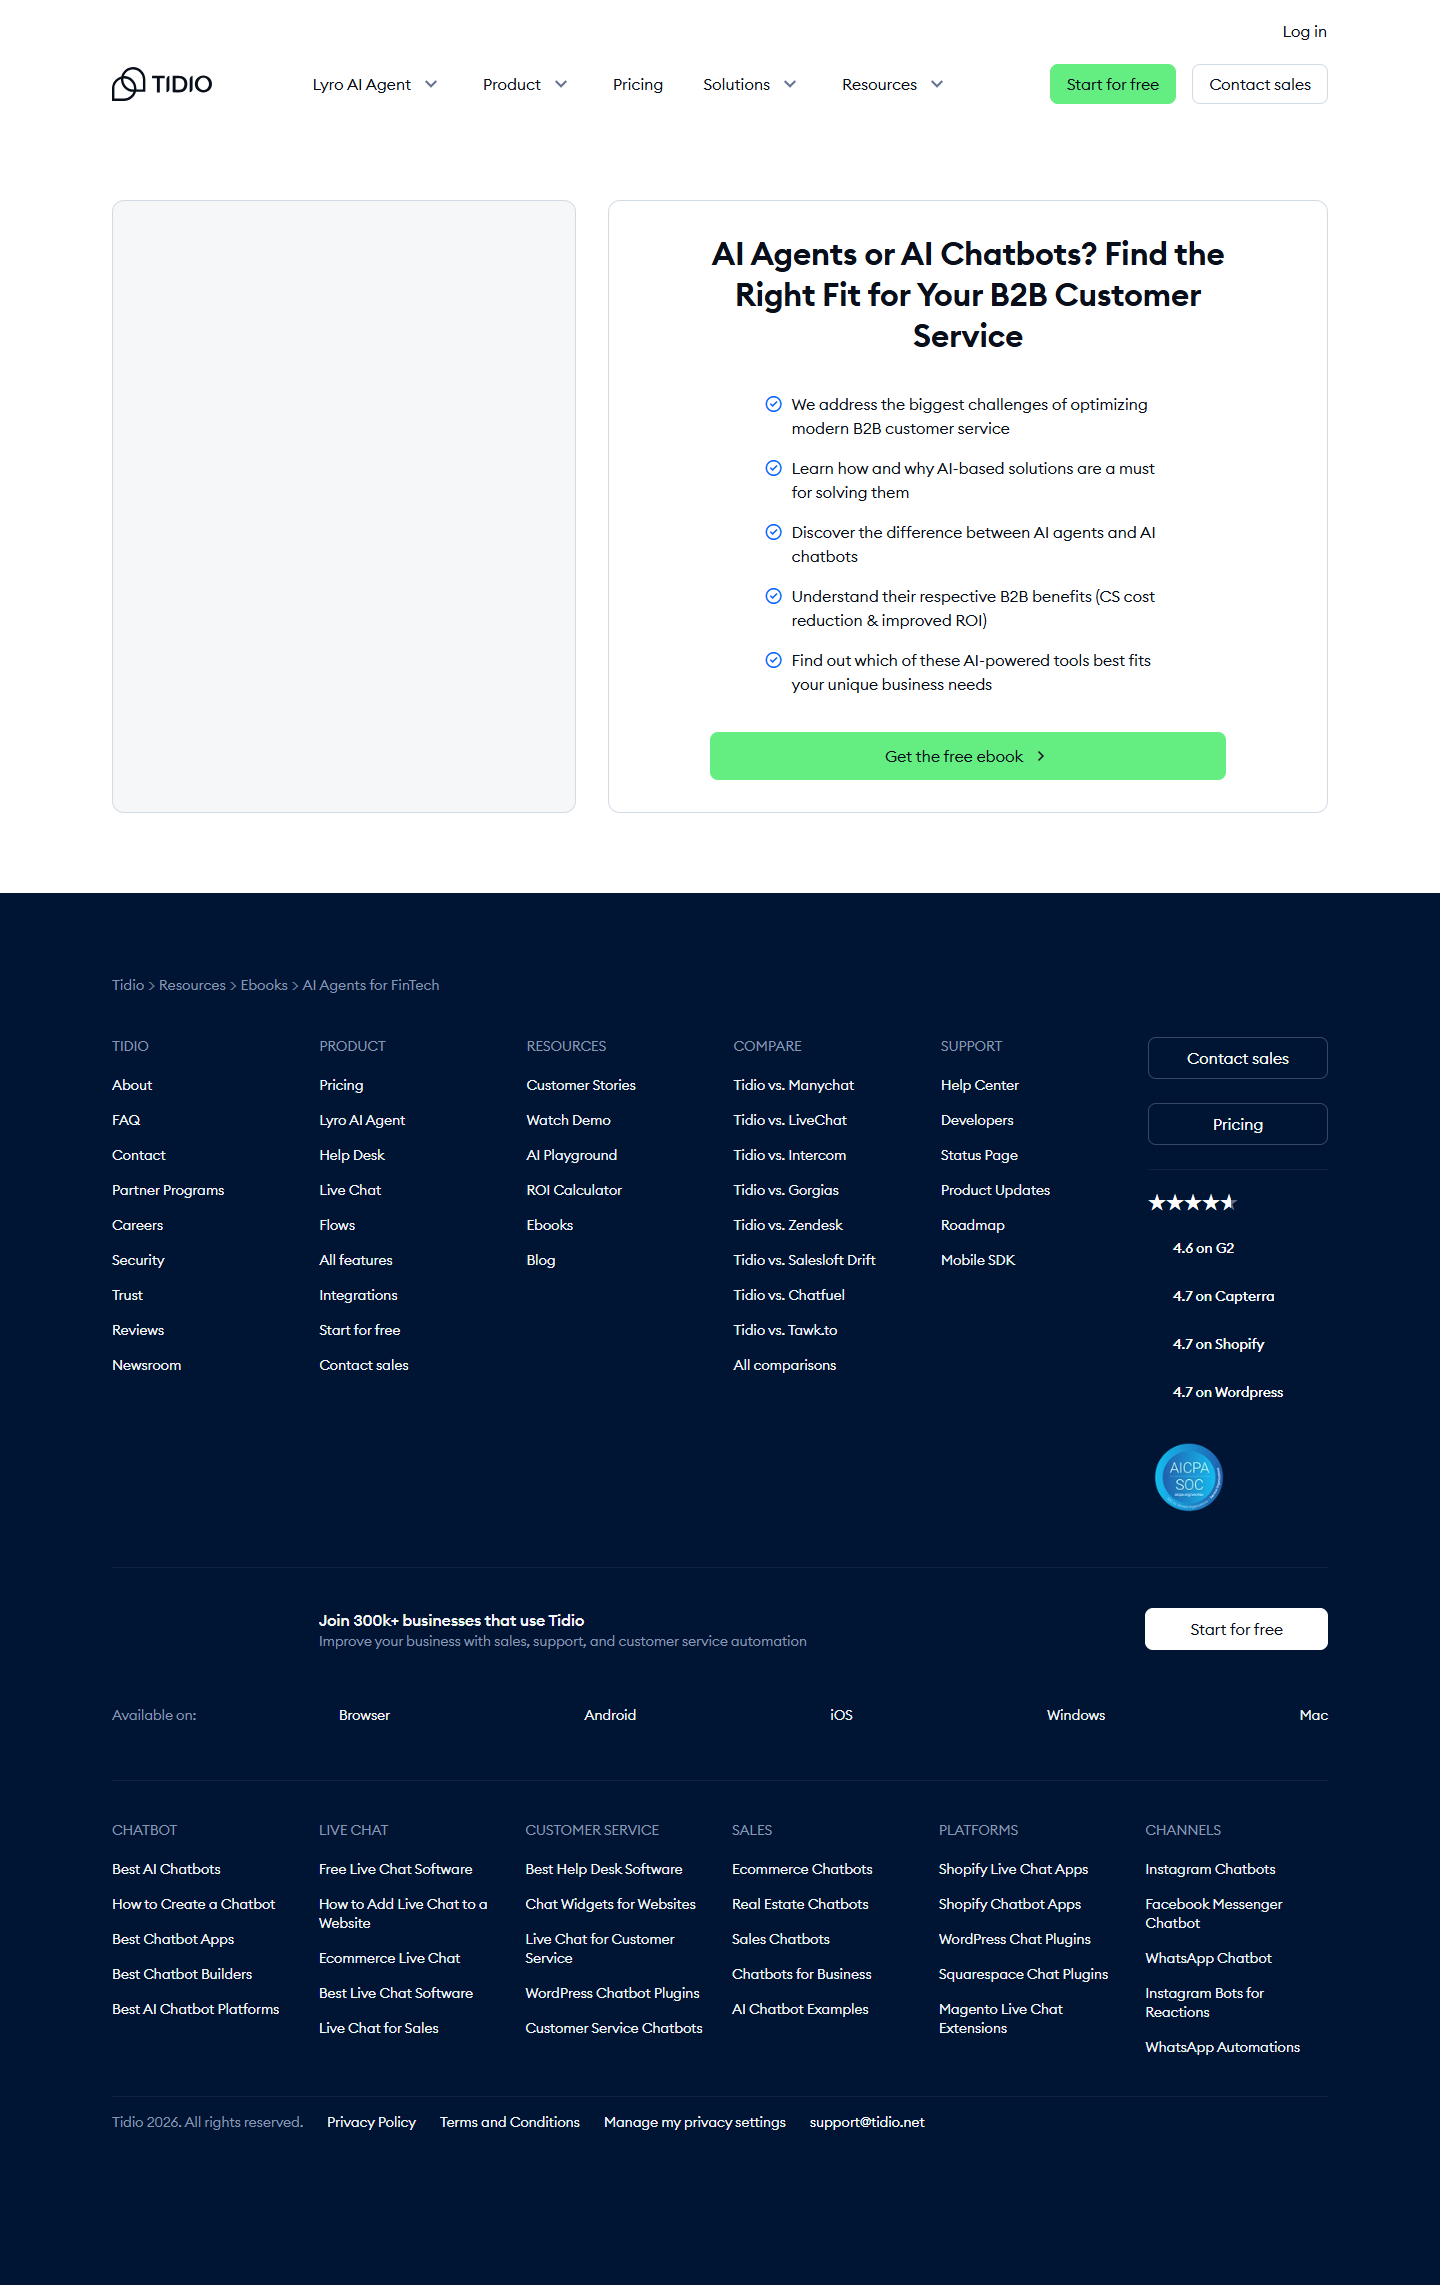 Log in
TIDIO
Lyro AI Agent
Product
Pricing
Solutions
Resources
Start for free
Contact sales
AI Agents or AI Chatbots? Find the
Right Fit for Your B2B Customer
Service
We address the biggest challenges of optimizing
modern B2B customer service
Learn how and why AI-based solutions are a must
for solving them
Discover the difference between AI agents and AI
chatbots
Understand their respective B2B benefits (CS cost
reduction & improved ROI)
Find out which of these AI-powered tools best fits
your unique business needs
Get the free ebook
Tidio > Resources > Ebooks > AI Agents for FinTech
TIDIO
About
FAQ
Contact
Partner Programs
Careers
Security
Trust
Reviews
Newsroom
PRODUCT
Pricing
Lyro AI Agent
Help Desk
Live Chat
Flows
All features
Integrations
Start for free
Contact sales
RESOURCES
Customer Stories
Watch Demo
AI Playground
ROI Calculator
Ebooks
Blog
COMPARE
Tidio vs. Manychat
Tidio vs. LiveChat
Tidio vs. Intercom
Tidio vs. Gorgias
Tidio vs. Zendesk
Tidio vs. Salesloft Drift
Tidio vs. Chatfuel
Tidio vs. Tawk.to
All comparisons
SUPPORT
Help Center
Developers
Status Page
Product Updates
Roadmap
Mobile SDK
Contact sales
Pricing
4.6 on G2
4.7 on Capterra
4.7 on Shopify
4.7 on Wordpress
AICPA
SOC
Join 300k+ businesses that use Tidio
Improve your business with sales, support, and customer service automation
Start for free
Available on:
Browser
Android
iOS
Windows
Mac
CHATBOT
Best AI Chatbots
How to Create a Chatbot
Best Chatbot Apps
Best Chatbot Builders
Best AI Chatbot Platforms
LIVE CHAT
Free Live Chat Software
How to Add Live Chat to a
Website
Ecommerce Live Chat
Best Live Chat Software
Live Chat for Sales
CUSTOMER SERVICE
Best Help Desk Software
Chat Widgets for Websites
Live Chat for Customer
Service
WordPress Chatbot Plugins
Customer Service Chatbots
SALES
Ecommerce Chatbots
Real Estate Chatbots
Sales Chatbots
Chatbots for Business
AI Chatbot Examples
PLATFORMS
Shopify Live Chat Apps
Shopify Chatbot Apps
WordPress Chat Plugins
Squarespace Chat Plugins
Magento Live Chat
Extensions
CHANNELS
Instagram Chatbots
Facebook Messenger
Chatbot
WhatsApp Chatbot
Instagram Bots for
Reactions
WhatsApp Automations
Tidio 2026. All rights reserved.
Privacy Policy
Terms and Conditions
Manage my privacy settings
support@tidio.net